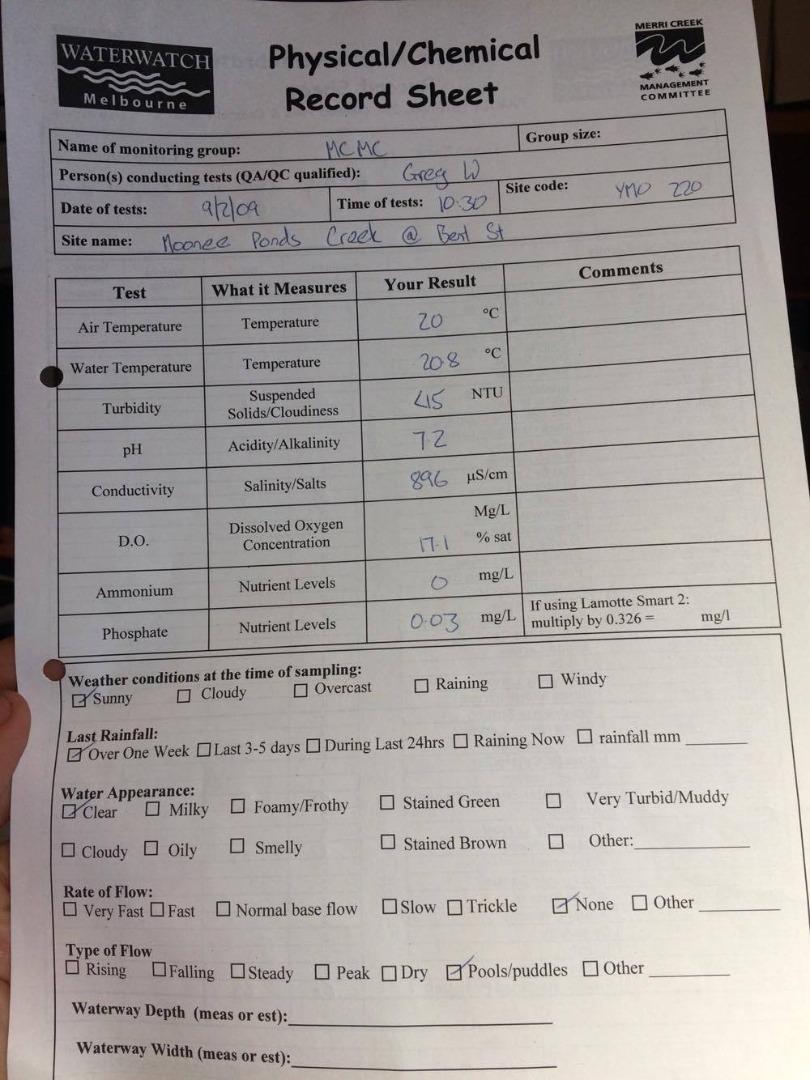 WATERWATCH
Melbourne
Physical/Chemical
Record Sheet
MERRI CREEK
MANAGEMENT
COMMITTEE
Name of monitoring group: MCMC Group size:
Person(s) conducting tests (QA/QC qualified): Greg W
Date of tests: 9/2/09 Time of tests: 10:30 Site code: YMO 220
Site name: Moonee Ponds Creek @ Bent St
Test What it Measures Your Result Comments
Air Temperature Temperature 20 °C
Water Temperature Temperature 20.8 °C
Turbidity Suspended Solids/Cloudiness <15 NTU
pH Acidity/Alkalinity 7.2
Conductivity Salinity/Salts 896 µS/cm
Mg/L
D.O. Dissolved Oxygen Concentration 17.1 % sat
Ammonium Nutrient Levels 0 mg/L
Phosphate Nutrient Levels 0.03 mg/L If using Lamotte Smart 2: multiply by 0.326 = mg/l
Weather conditions at the time of sampling:
Sunny Cloudy Overcast Raining Windy
Last Rainfall:
Over One Week Last 3-5 days During Last 24hrs Raining Now rainfall mm
Water Appearance:
Clear Milky Foamy/Frothy Stained Green Very Turbid/Muddy
Cloudy Oily Smelly Stained Brown Other:
Rate of Flow:
Very Fast Fast Normal base flow Slow Trickle None Other
Type of Flow
Rising Falling Steady Peak Dry Pools/puddles Other
Waterway Depth (meas or est):
Waterway Width (meas or est):